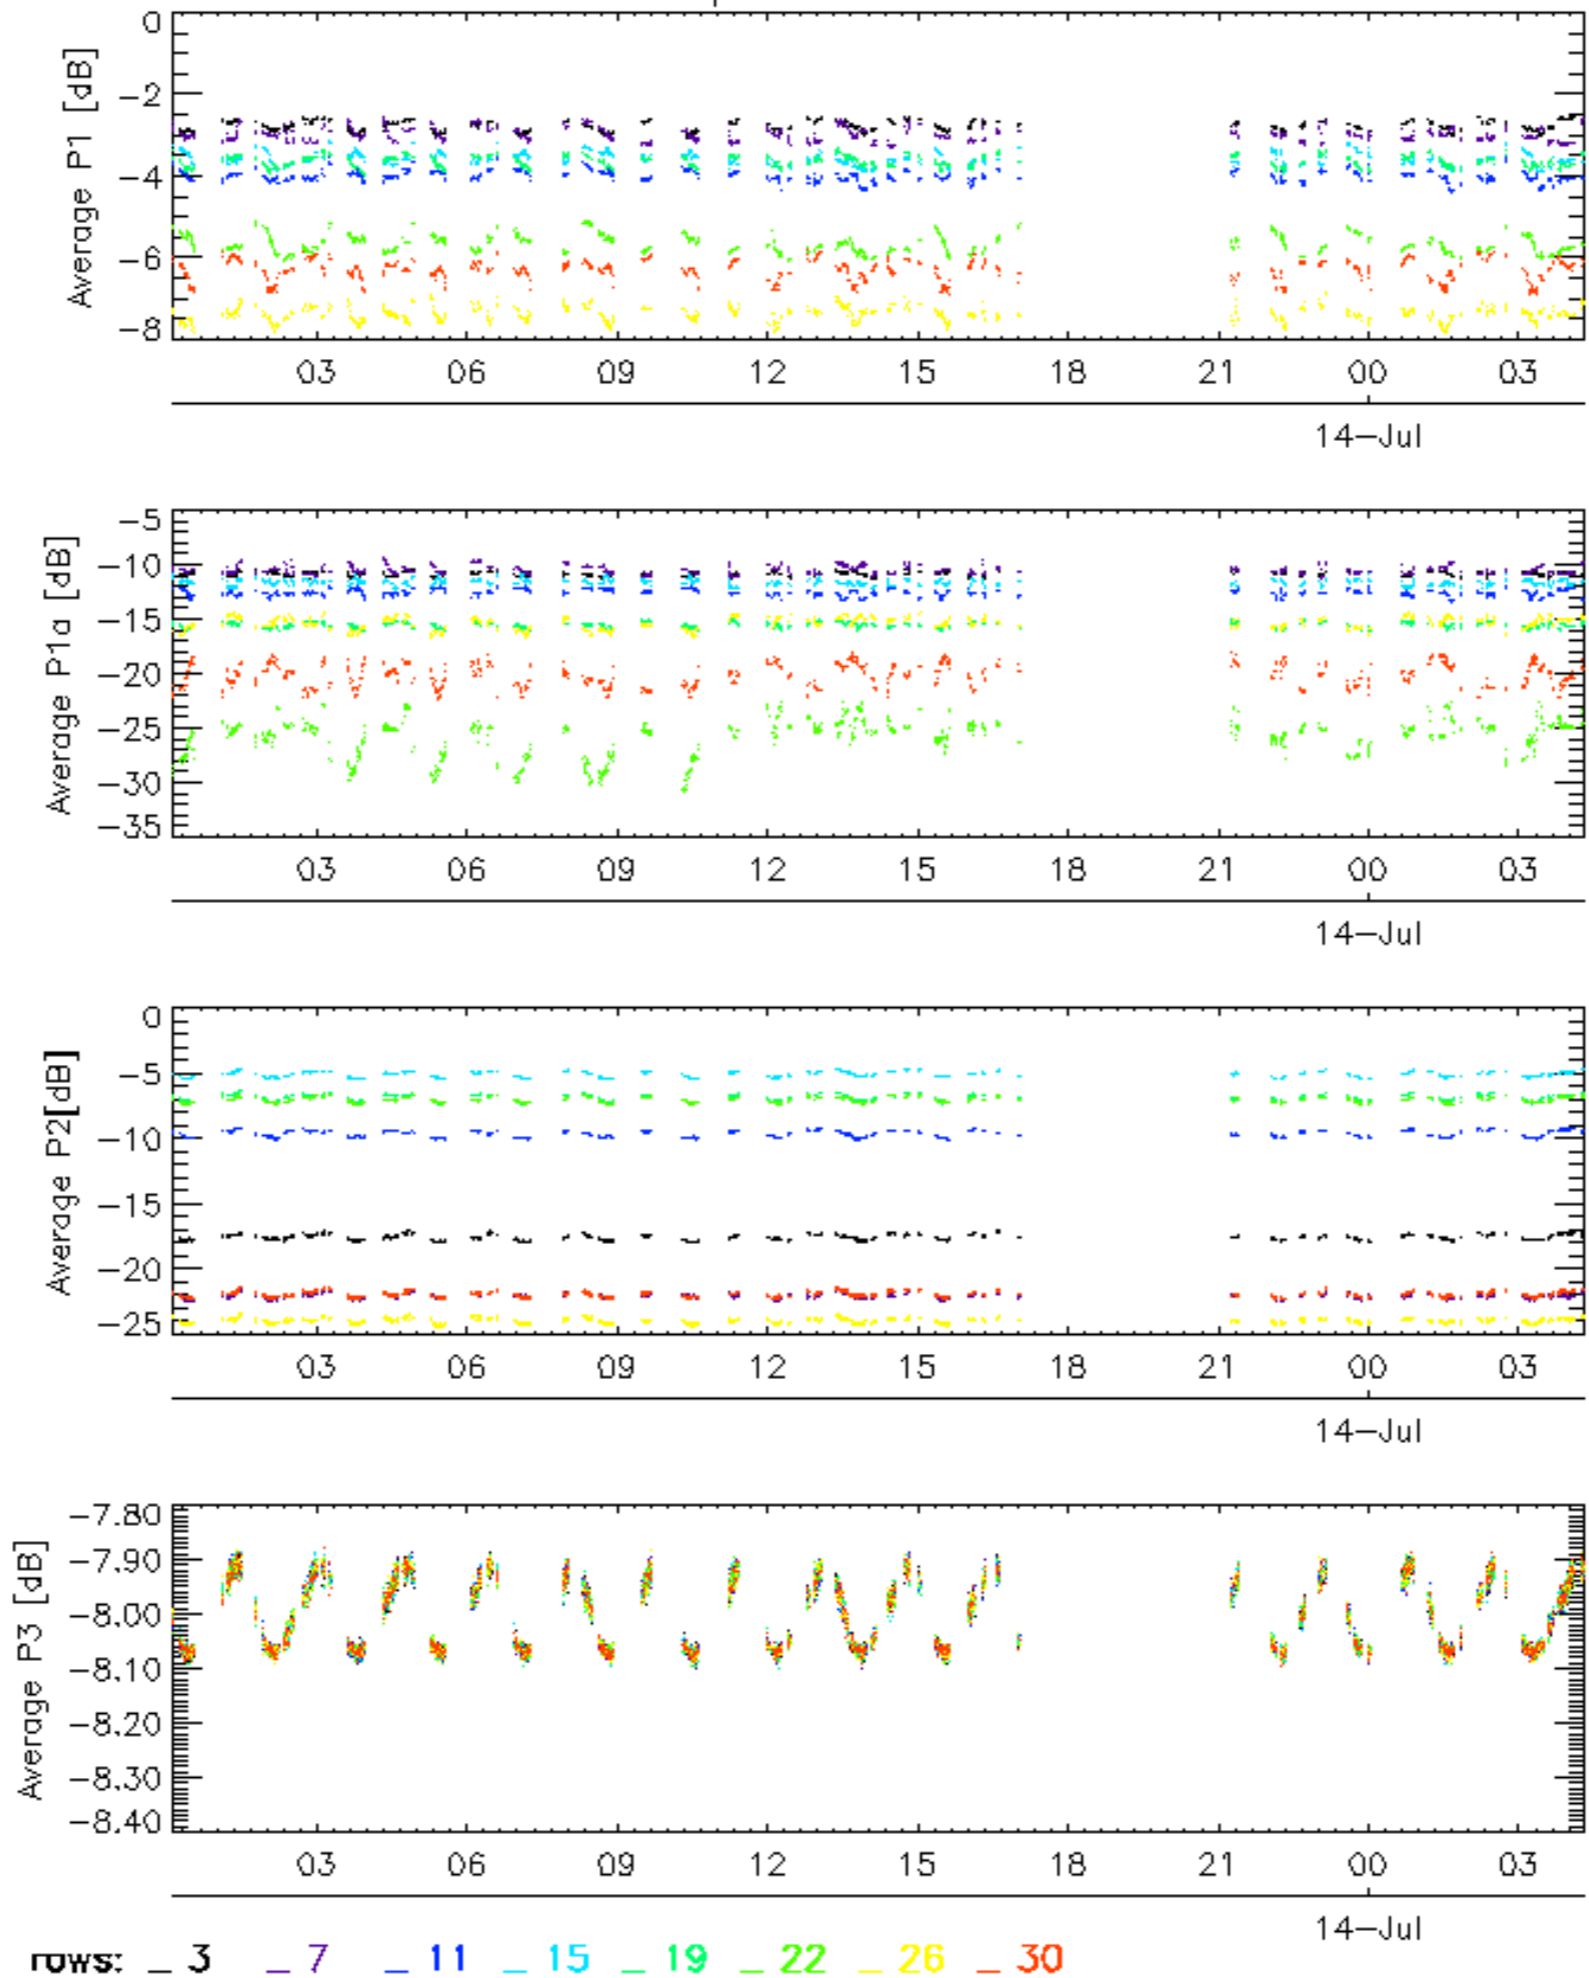 Average P1 [dB]
0
-2
-4
-6
-8
03 06 09 12 15 18 21 00 03
14-Jul
Average P1a [dB]
-5
-10
-15
-20
-25
-30
-35
03 06 09 12 15 18 21 00 03
14-Jul
Average P2[dB]
0
-5
-10
-15
-20
-25
03 06 09 12 15 18 21 00 03
14-Jul
Average P3 [dB]
-7.80
-7.90
-8.00
-8.10
-8.20
-8.30
-8.40
03 06 09 12 15 18 21 00 03
14-Jul
rows: _ 3 _ 7 _ 11 _ 15 _ 19 _ 22 _ 26 _ 30